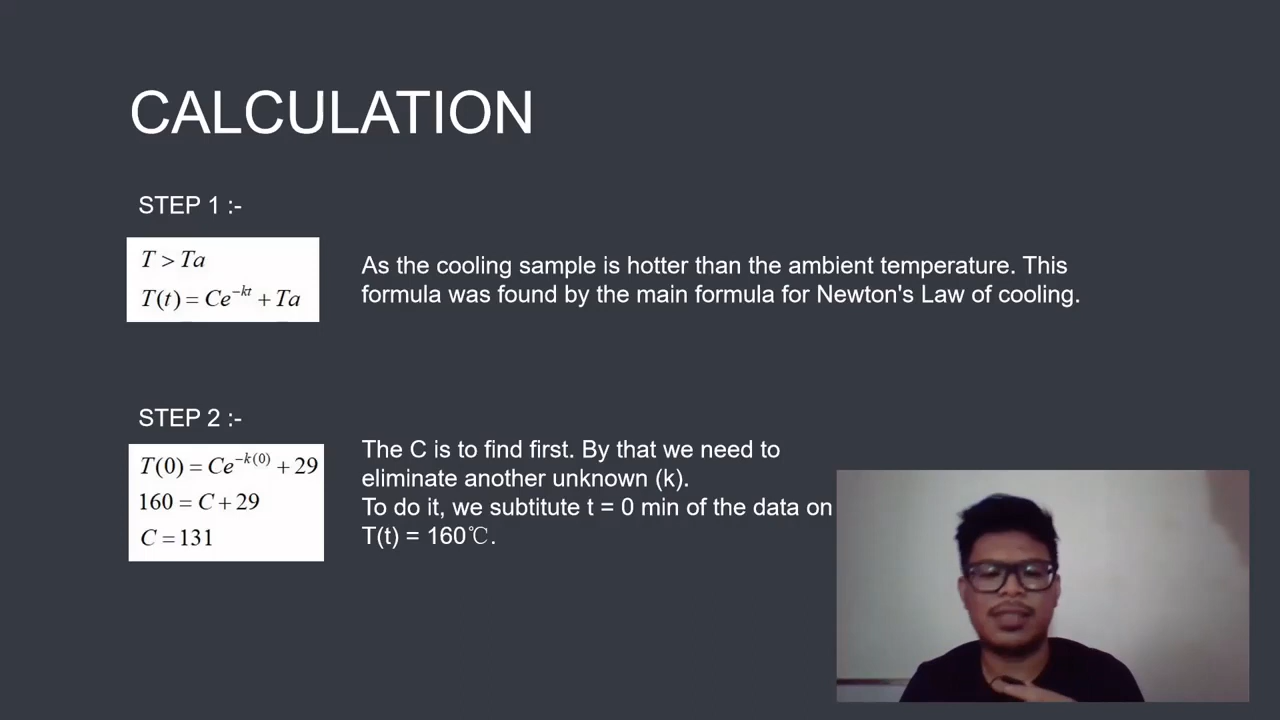 CALCULATION
STEP 1 :-
T > Ta
T(t) = Ce^{-kt} + Ta
As the cooling sample is hotter than the ambient temperature. This
formula was found by the main formula for Newton's Law of cooling.
STEP 2 :-
T(0) = Ce^{-k(0)} + 29
160 = C + 29
C = 131
The C is to find first. By that we need to
eliminate another unknown (k).
To do it, we subtitute t = 0 min of the data on
T(t) = 160℃.